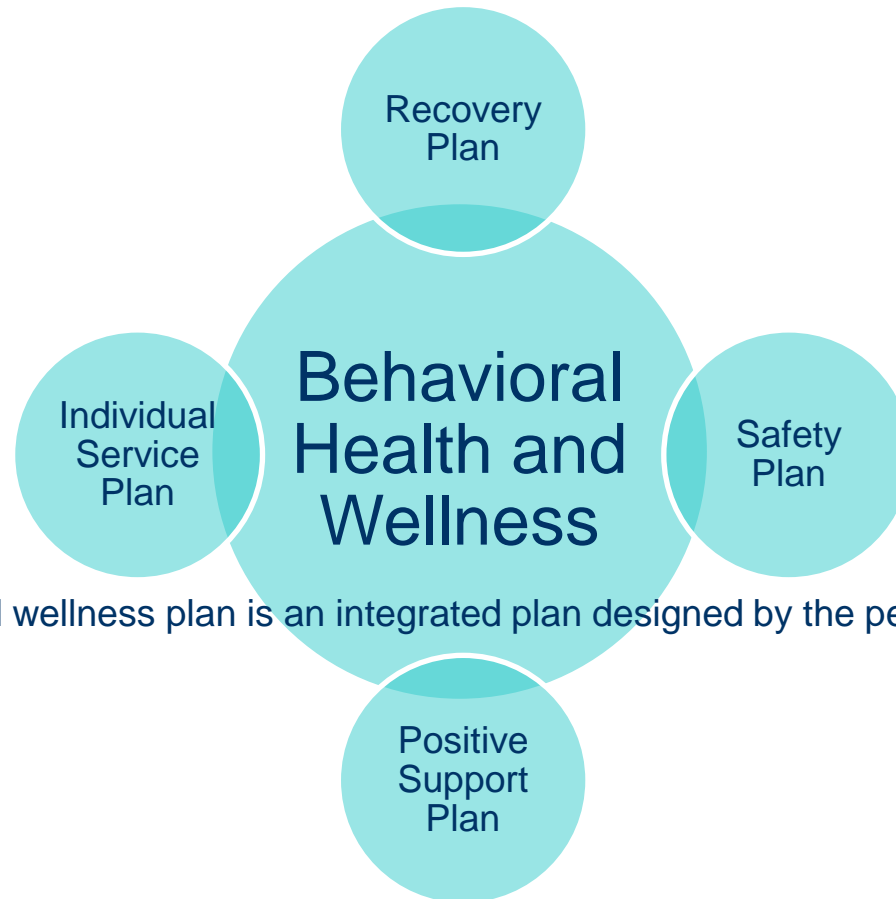 Recovery
Plan
Individual
Service
Plan
Behavioral
Health and
Wellness
Safety
Plan
wellness plan is an integrated plan designed by the
Positive
Support
Plan